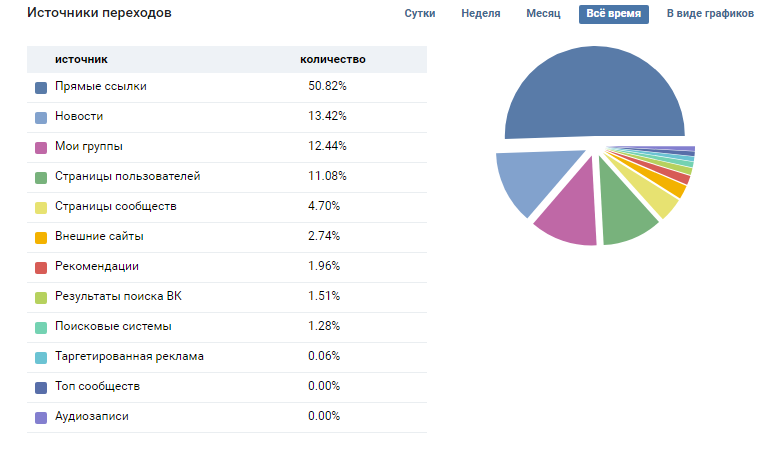 Источники переходов
Сутки Неделя Месяц Всё время В виде графиков
источник количество
Прямые ссылки 50.82%
Новости 13.42%
Мои группы 12.44%
Страницы пользователей 11.08%
Страницы сообществ 4.70%
Внешние сайты 2.74%
Рекомендации 1.96%
Результаты поиска ВК 1.51%
Поисковые системы 1.28%
Таргетированная реклама 0.06%
Топ сообществ 0.00%
Аудиозаписи 0.00%